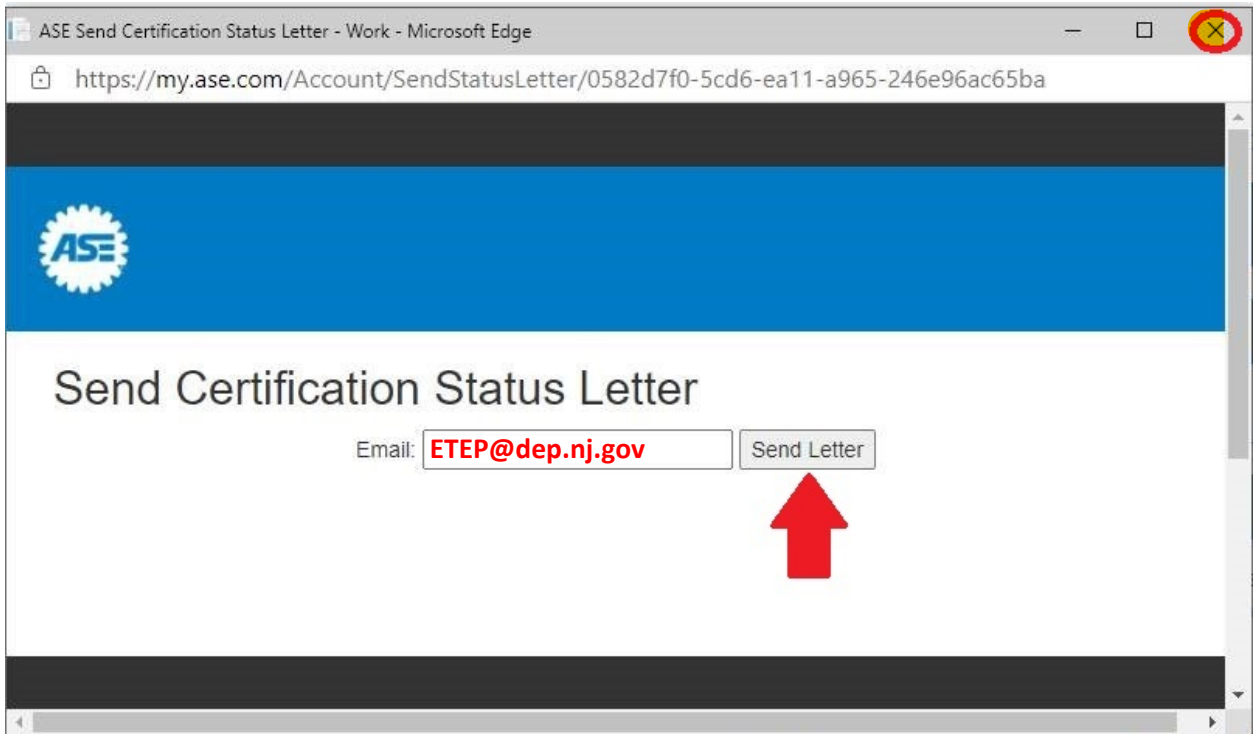 ASE Send Certification Status Letter - Work - Microsoft Edge
https://my.ase.com/Account/SendStatusLetter/0582d7f0-5cd6-ea11-a965-246e96ac65ba
ASE
Send Certification Status Letter
Email: ETEP@dep.nj.gov Send Letter